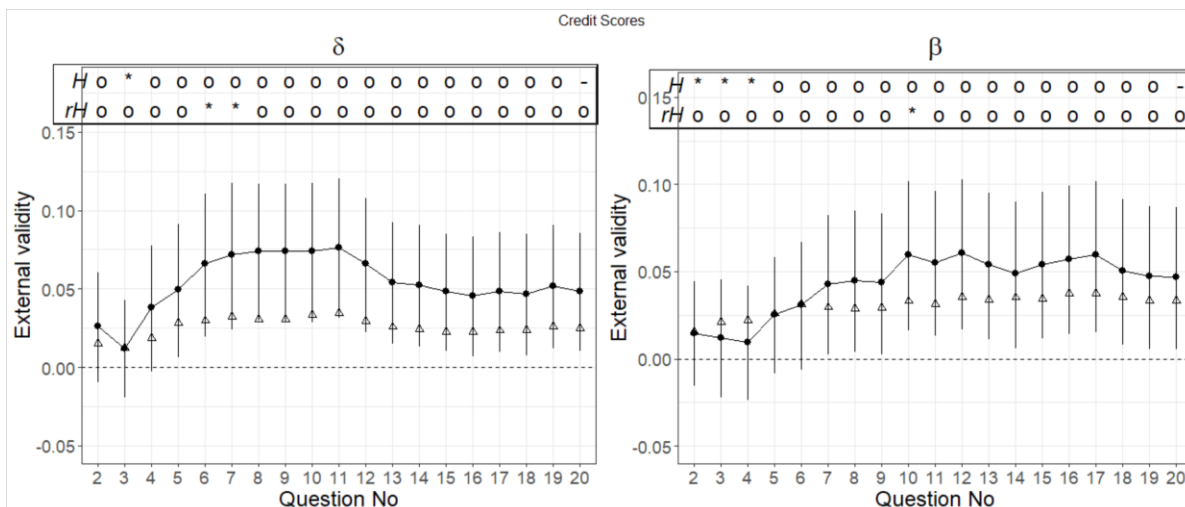 Credit Scores
δ
H o * o o o o o o o o o o o o o o o o -
rH o o o o * * o o o o o o o o o o o o o
0.15
0.10
0.05
0.00
-0.05
External validity
2 3 4 5 6 7 8 9 10 11 12 13 14 15 16 17 18 19 20
Question No
β
H * * * o o o o o o o o o o o o o o o -
rH o o o o o o o o * o o o o o o o o o o
0.15
0.10
0.05
0.00
-0.05
External validity
2 3 4 5 6 7 8 9 10 11 12 13 14 15 16 17 18 19 20
Question No